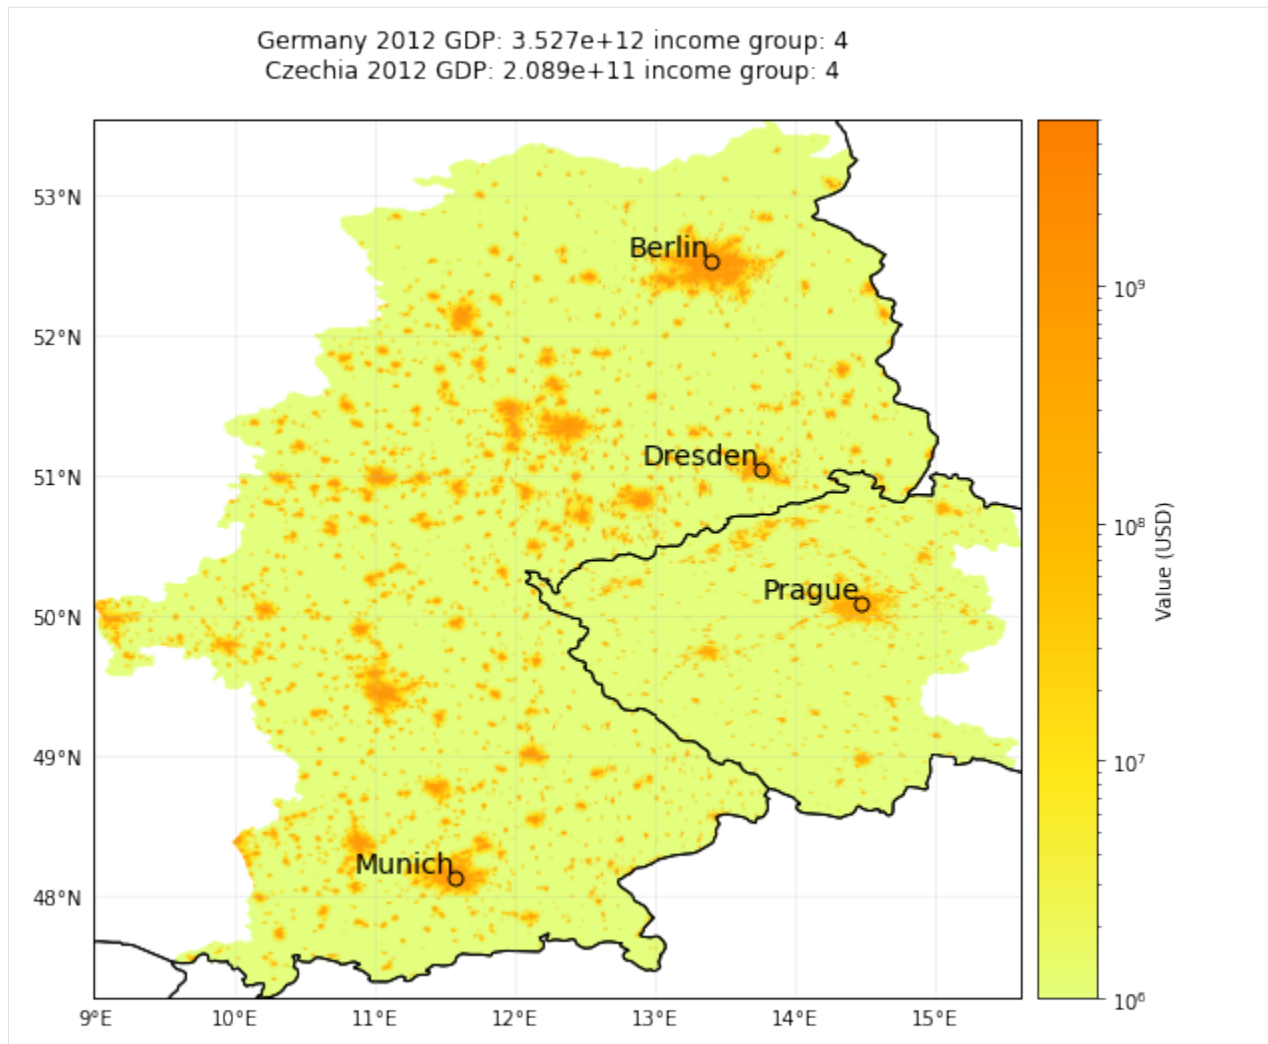 Germany 2012 GDP: 3.527e+12 income group: 4
Czechia 2012 GDP: 2.089e+11 income group: 4
53°N
52°N
51°N
50°N
49°N
48°N
Berlin
Dresden
Prague
Munich
9°E 10°E 11°E 12°E 13°E 14°E 15°E
10⁹
10⁸
10⁷
10⁶
Value (USD)